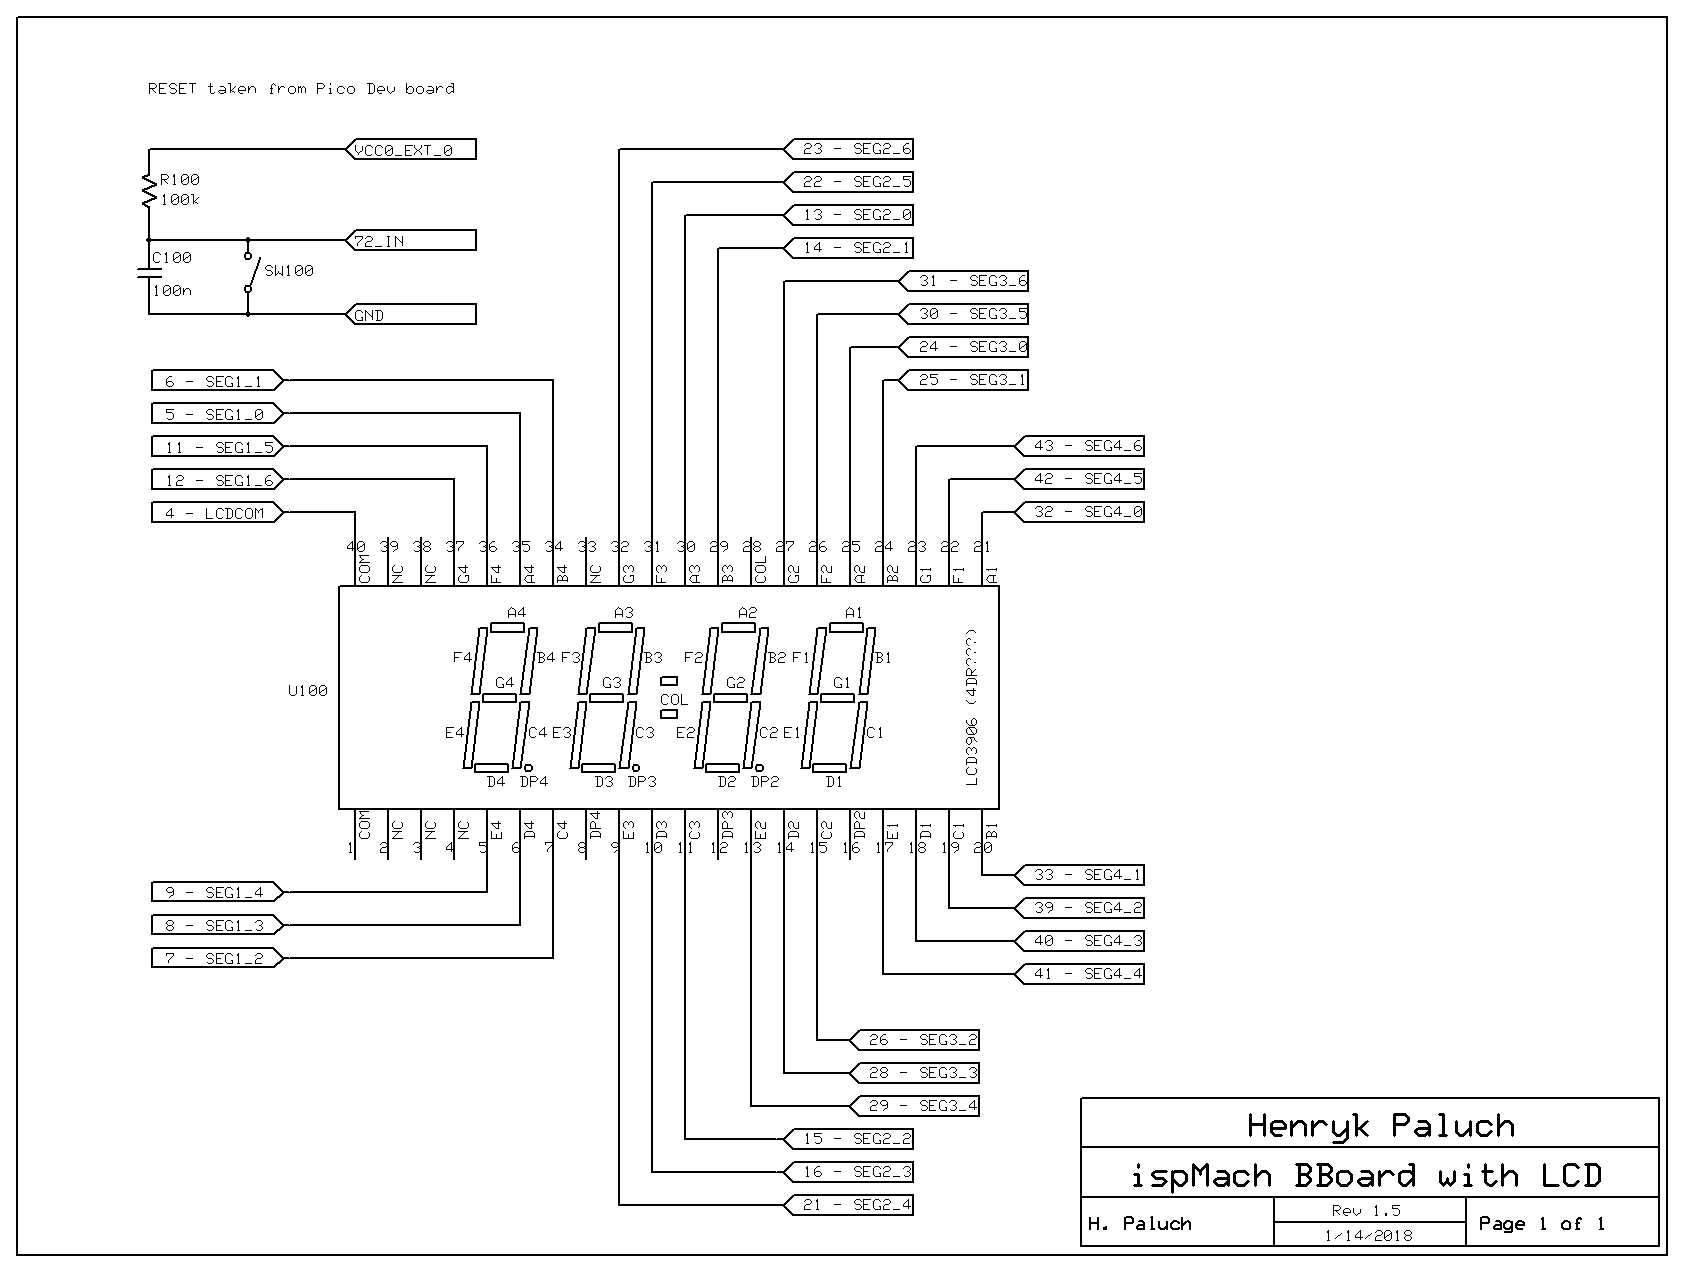 RESET taken from Pico Dev board
VCC0_EXT_0
R100
100k
72_IN
C100
SW100
100n
GND
23 - SEG2_6
22 - SEG2_5
13 - SEG2_0
14 - SEG2_1
31 - SEG3_6
30 - SEG3_5
24 - SEG3_0
25 - SEG3_1
6 - SEG1_1
5 - SEG1_0
11 - SEG1_5
12 - SEG1_6
4 - LCDCOM
43 - SEG4_6
42 - SEG4_5
32 - SEG4_0
40 39 38 37 36 35 34 33 32 31 30 29 28 27 26 25 24 23 22 21
COM NC NC G4 F4 A4 B4 NC G3 F3 A3 B3 COL G2 F2 A2 B2 G1 F1 A1
A4 A3 A2 A1
F4 B4 F3 B3 F2 B2 F1 B1
G4 G3 G2 G1
U100
COL
E4 C4 E3 C3 E2 C2 E1 C1
D4 DP4 D3 DP3 D2 DP2 D1
LCD3906 (4DR???)
COM NC NC NC E4 D4 C4 DP4 E3 D3 C3 DP3 E2 D2 C2 DP2 E1 D1 C1 B1
1 2 3 4 5 6 7 8 9 10 11 12 13 14 15 16 17 18 19 20
9 - SEG1_4
8 - SEG1_3
7 - SEG1_2
33 - SEG4_1
39 - SEG4_2
40 - SEG4_3
41 - SEG4_4
26 - SEG3_2
28 - SEG3_3
29 - SEG3_4
15 - SEG2_2
16 - SEG2_3
21 - SEG2_4
Henryk Paluch
ispMach BBoard with LCD
H. Paluch
Rev 1.5
1/14/2018
Page 1 of 1